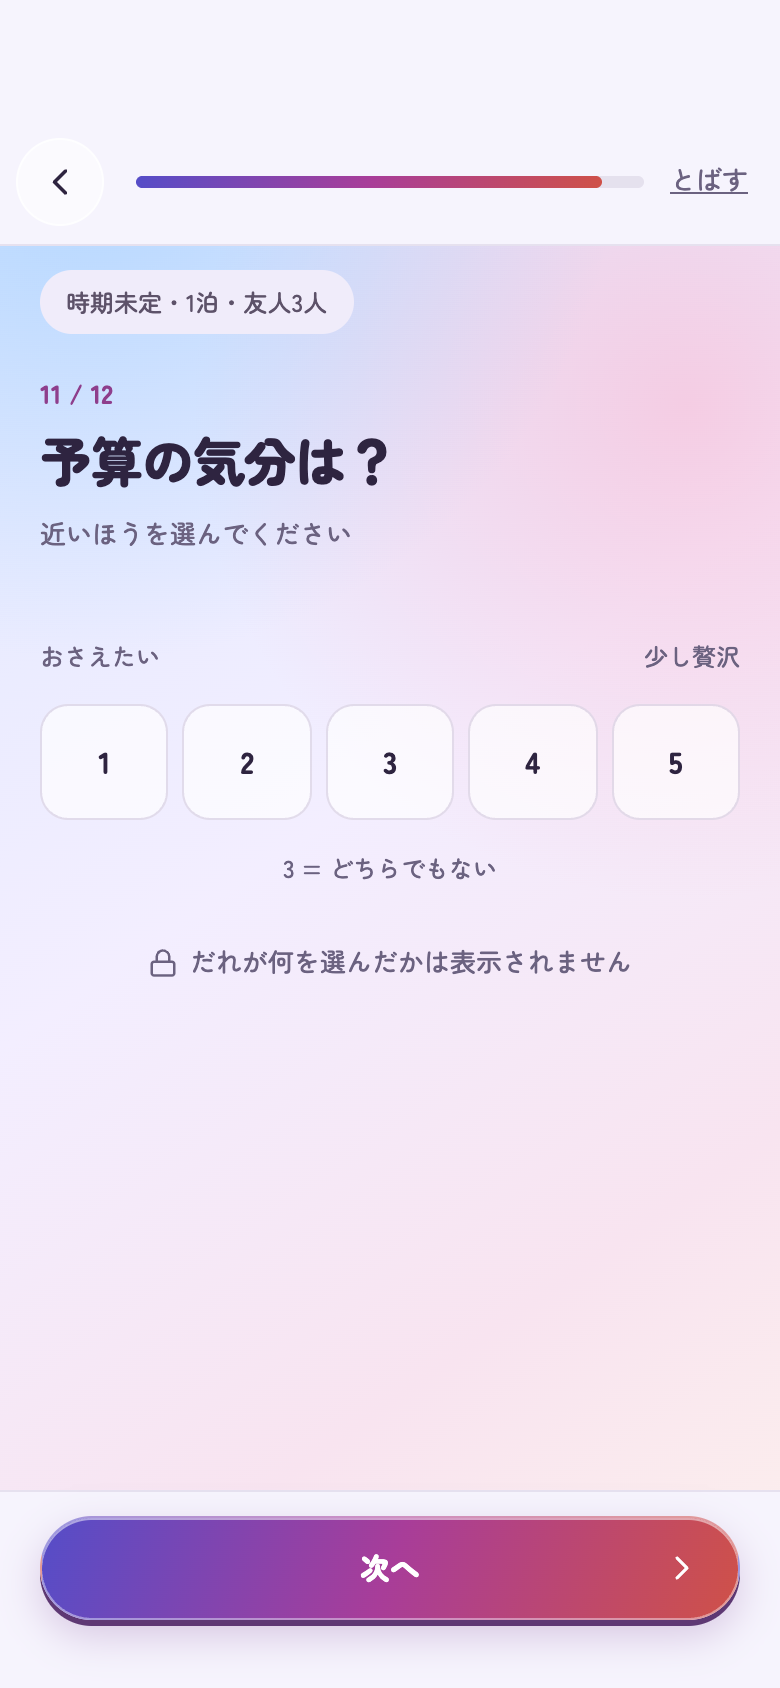 とばす
時期未定・1泊・友人3人
11 / 12
予算の気分は？
近いほうを選んでください
おさえたい 少し贅沢
1 2 3 4 5
3 = どちらでもない
だれが何を選んだかは表示されません
次へ